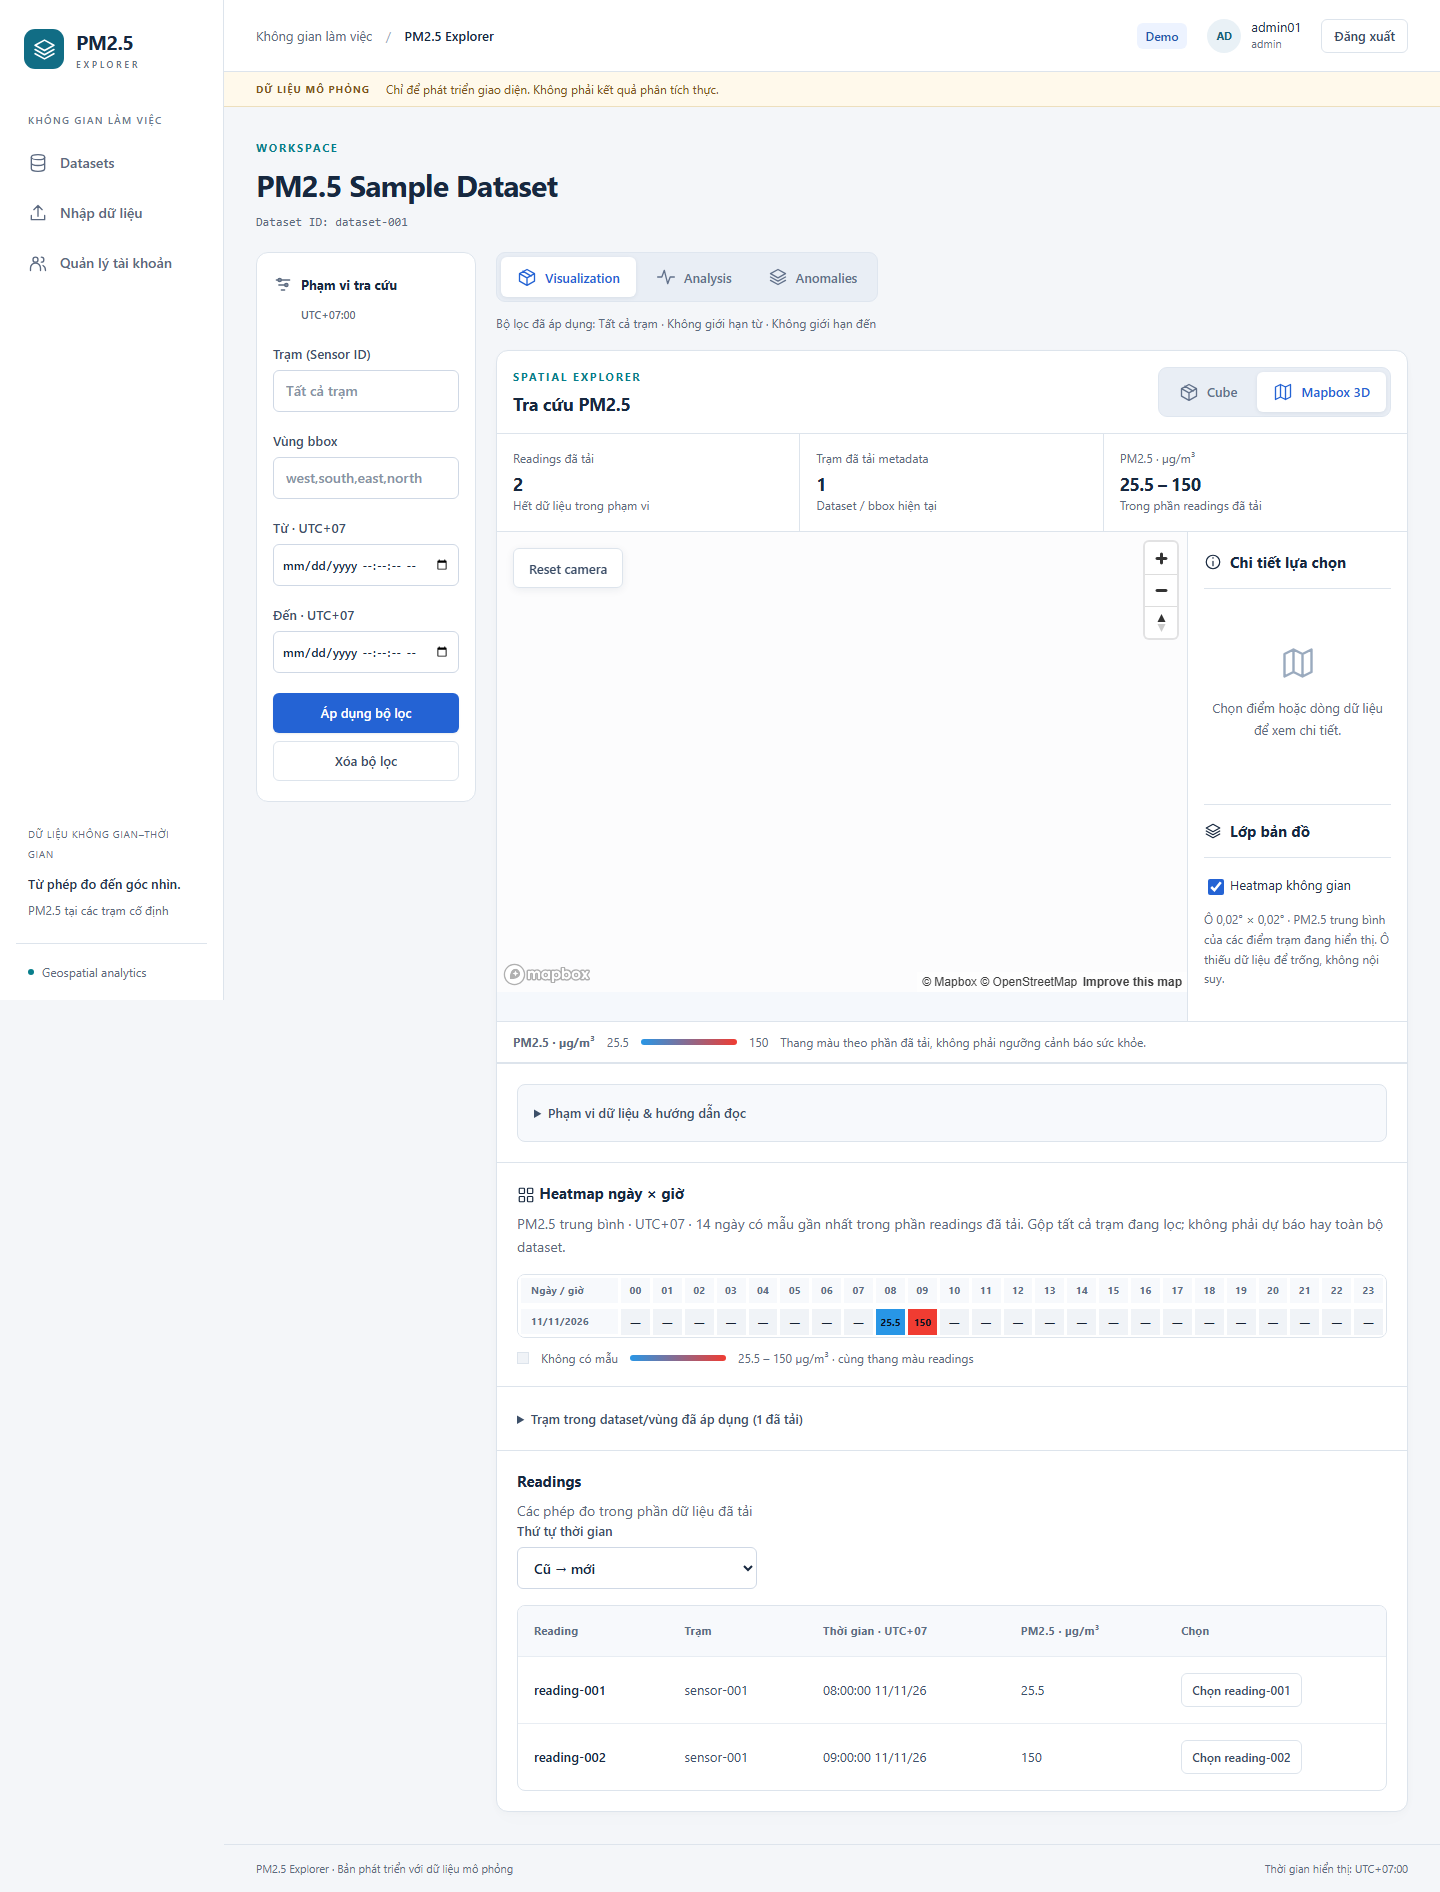 PM2.5
EXPLORER
KHÔNG GIAN LÀM VIỆC
Datasets
Nhập dữ liệu
Quản lý tài khoản
DỮ LIỆU KHÔNG GIAN–THỜI
GIAN
Từ phép đo đến góc nhìn.
PM2.5 tại các trạm cố định
Geospatial analytics
Không gian làm việc / PM2.5 Explorer
Demo
AD
admin01
admin
Đăng xuất
DỮ LIỆU MÔ PHỎNG Chỉ để phát triển giao diện. Không phải kết quả phân tích thực.
WORKSPACE
PM2.5 Sample Dataset
Dataset ID: dataset-001
Phạm vi tra cứu
UTC+07:00
Trạm (Sensor ID)
Tất cả trạm
Vùng bbox
west,south,east,north
Từ · UTC+07
mm/dd/yyyy --:--:-- --
Đến · UTC+07
mm/dd/yyyy --:--:-- --
Áp dụng bộ lọc
Xóa bộ lọc
Visualization Analysis Anomalies
Bộ lọc đã áp dụng: Tất cả trạm · Không giới hạn từ · Không giới hạn đến
SPATIAL EXPLORER
Tra cứu PM2.5
Cube Mapbox 3D
Readings đã tải
2
Hết dữ liệu trong phạm vi
Trạm đã tải metadata
1
Dataset / bbox hiện tại
PM2.5 · µg/m³
25.5 – 150
Trong phần readings đã tải
Reset camera
mapbox
© Mapbox © OpenStreetMap Improve this map
Chi tiết lựa chọn
Chọn điểm hoặc dòng dữ liệu
để xem chi tiết.
Lớp bản đồ
Heatmap không gian
Ô 0,02° × 0,02° · PM2.5 trung bình
của các điểm trạm đang hiển thị. Ô
thiếu dữ liệu để trống, không nội
suy.
PM2.5 · µg/m³ 25.5 150 Thang màu theo phần đã tải, không phải ngưỡng cảnh báo sức khỏe.
Phạm vi dữ liệu & hướng dẫn đọc
Heatmap ngày × giờ
PM2.5 trung bình · UTC+07 · 14 ngày có mẫu gần nhất trong phần readings đã tải. Gộp tất cả trạm đang lọc; không phải dự báo hay toàn bộ
dataset.
Ngày / giờ 00 01 02 03 04 05 06 07 08 09 10 11 12 13 14 15 16 17 18 19 20 21 22 23
11/11/2026 — — — — — — — — 25.5 150 — — — — — — — — — — — — — —
Không có mẫu 25.5 – 150 µg/m³ · cùng thang màu readings
Trạm trong dataset/vùng đã áp dụng (1 đã tải)
Readings
Các phép đo trong phần dữ liệu đã tải
Thứ tự thời gian
Cũ → mới
Reading Trạm Thời gian · UTC+07 PM2.5 · µg/m³ Chọn
reading-001 sensor-001 08:00:00 11/11/26 25.5 Chọn reading-001
reading-002 sensor-001 09:00:00 11/11/26 150 Chọn reading-002
PM2.5 Explorer · Bản phát triển với dữ liệu mô phỏng
Thời gian hiển thị: UTC+07:00